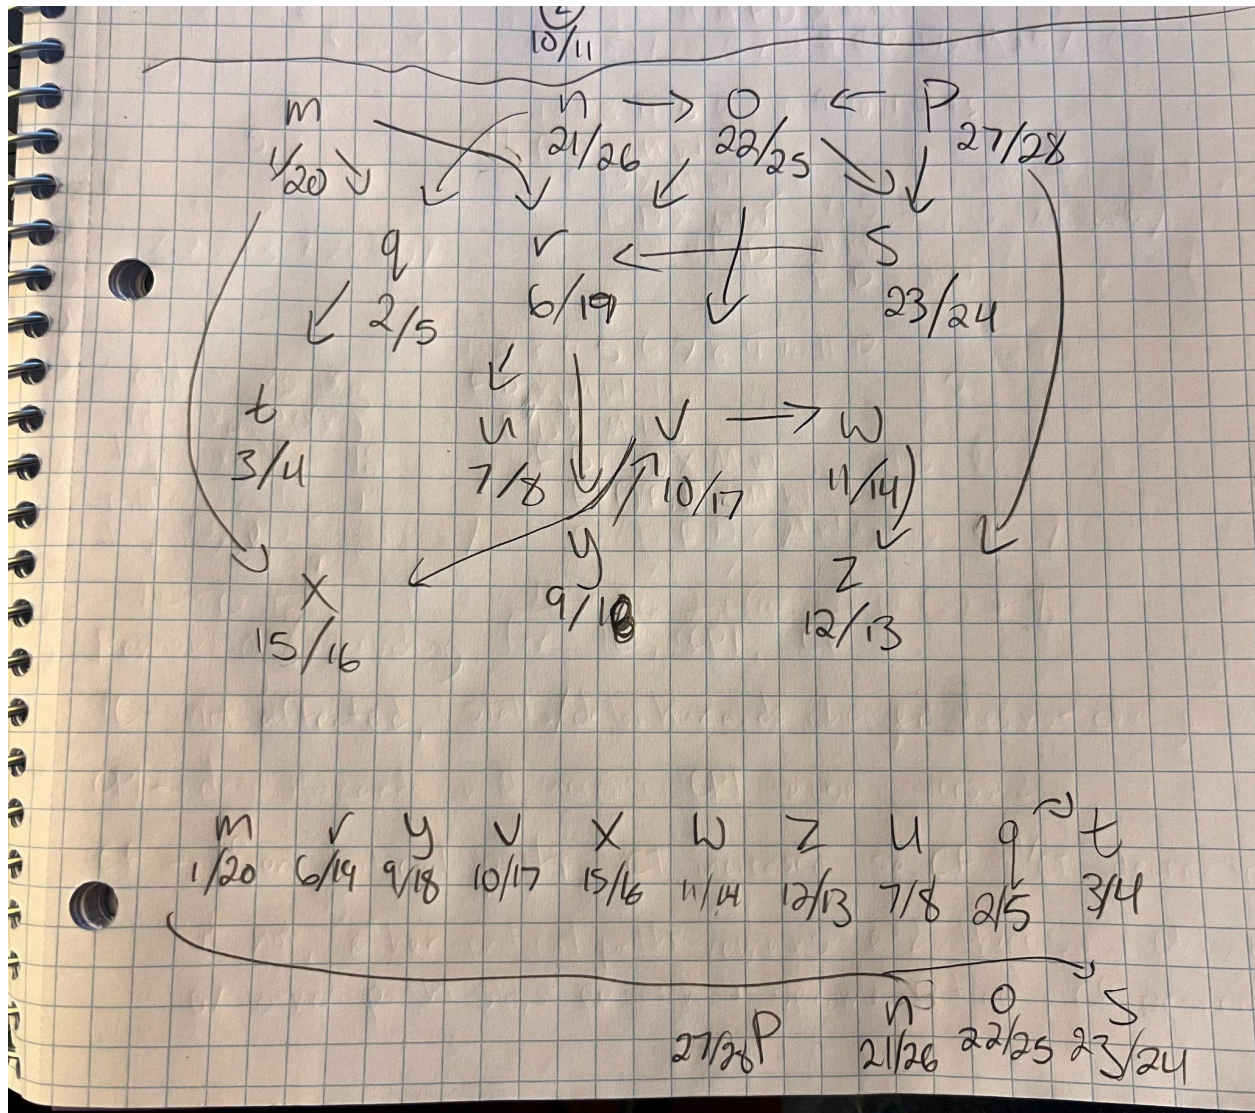 2
10/11
m n → o ← P
1/20 21/26 22/25 27/28
q r s
2/5 6/19 23/24
t u v → w
3/4 7/8 10/17 11/14
x y z
15/16 9/18 12/13
m r y v x w z u q t
1/20 6/19 9/18 10/17 15/16 11/14 12/13 7/8 2/5 3/4
P n o s
27/28 21/26 22/25 23/24